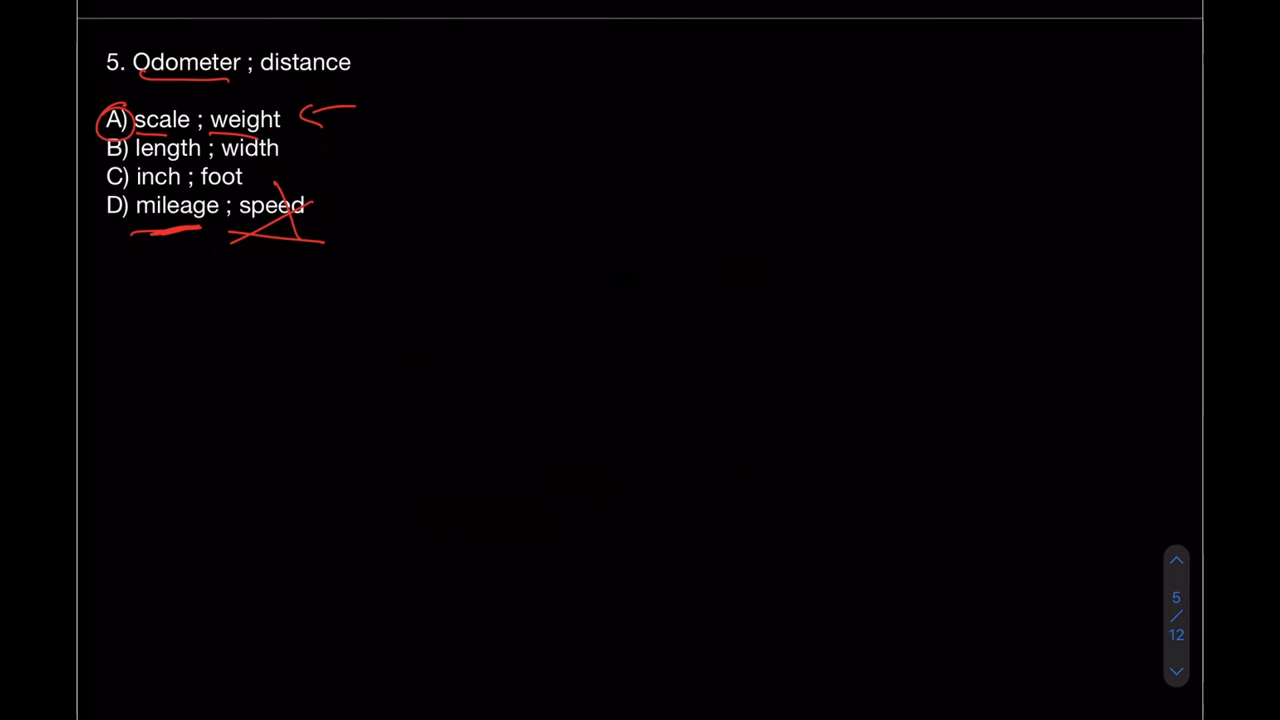 5. Odometer ; distance
A) scale ; weight
B) length ; width
C) inch ; foot
D) mileage ; speed
5
/
12